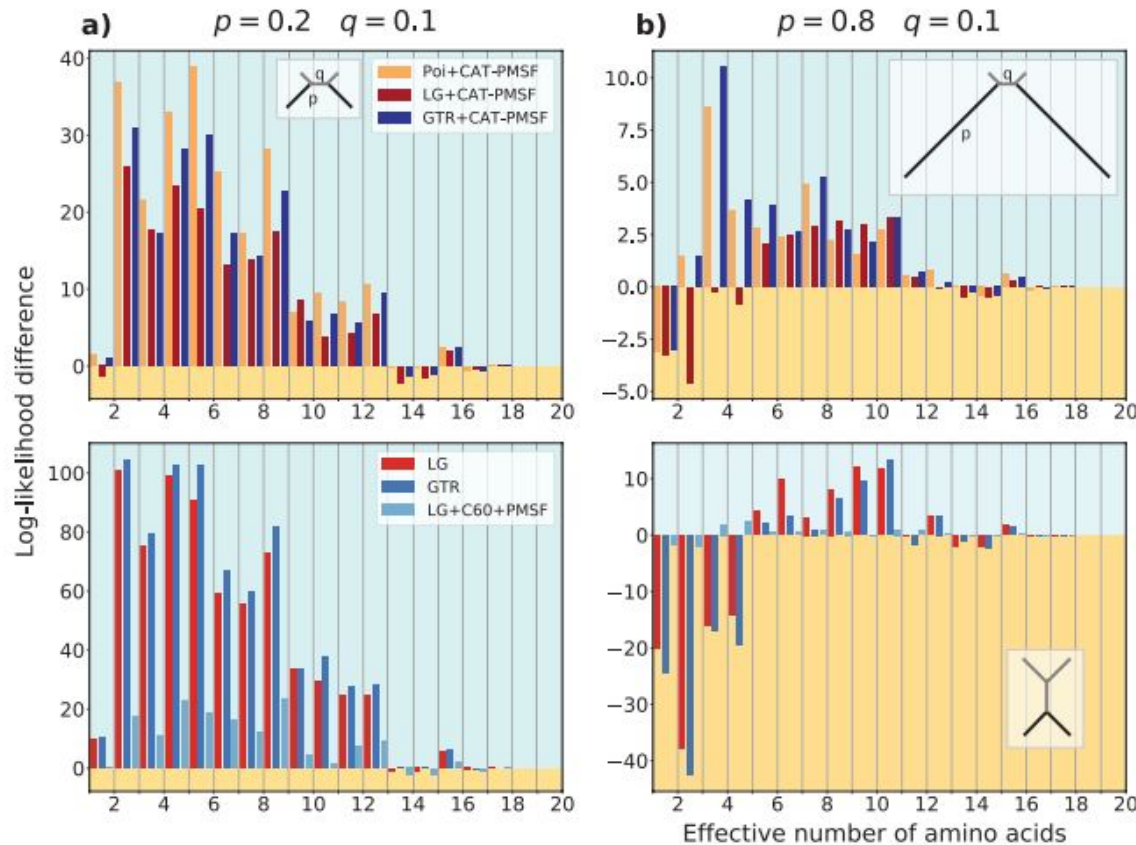 a) p = 0.2 q = 0.1
b) p = 0.8 q = 0.1
Log-likelihood difference
40
30
20
10
0
q
p
Poi+CAT-PMSF
LG+CAT-PMSF
GTR+CAT-PMSF
2 4 6 8 10 12 14 16 18 20
10.0
7.5
5.0
2.5
0.0
−2.5
−5.0
q
p
2 4 6 8 10 12 14 16 18 20
100
80
60
40
20
0
LG
GTR
LG+C60+PMSF
2 4 6 8 10 12 14 16 18 20
10
0
−10
−20
−30
−40
2 4 6 8 10 12 14 16 18 20
Effective number of amino acids